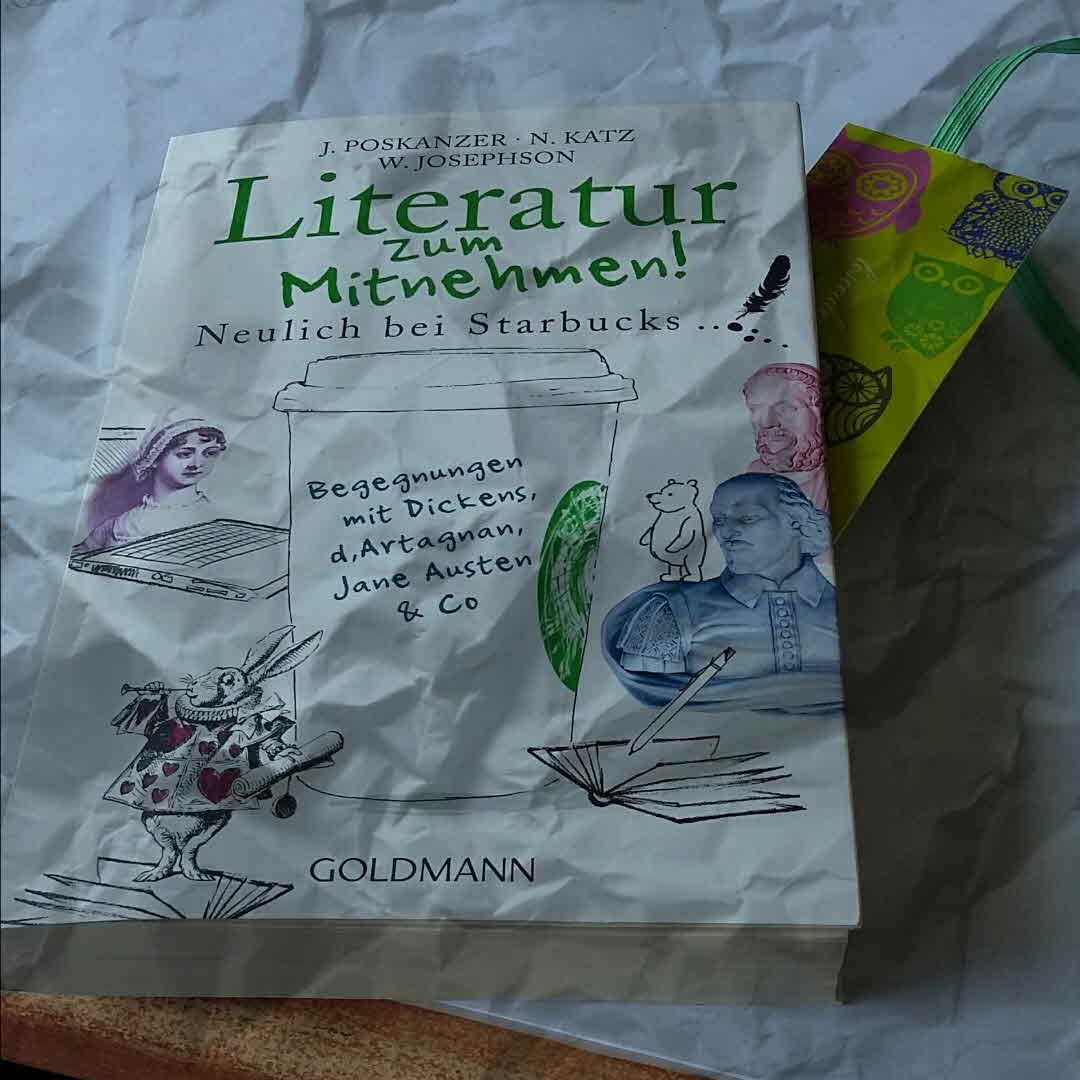 J. POSKANZER · N. KATZ
W. JOSEPHSON
Literatur
zum
Mitnehmen!
Neulich bei Starbucks ...
Begegnungen
mit Dickens,
d,Artagnan,
Jane Austen
& Co
GOLDMANN